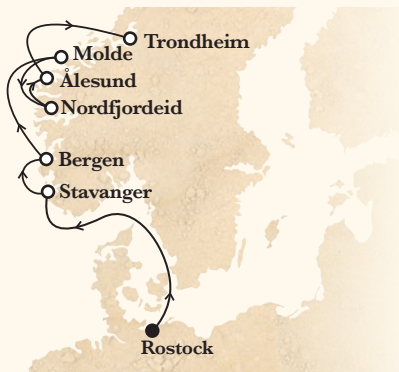 Trondheim
Molde
Ålesund
Nordfjordeid
Bergen
Stavanger
Rostock